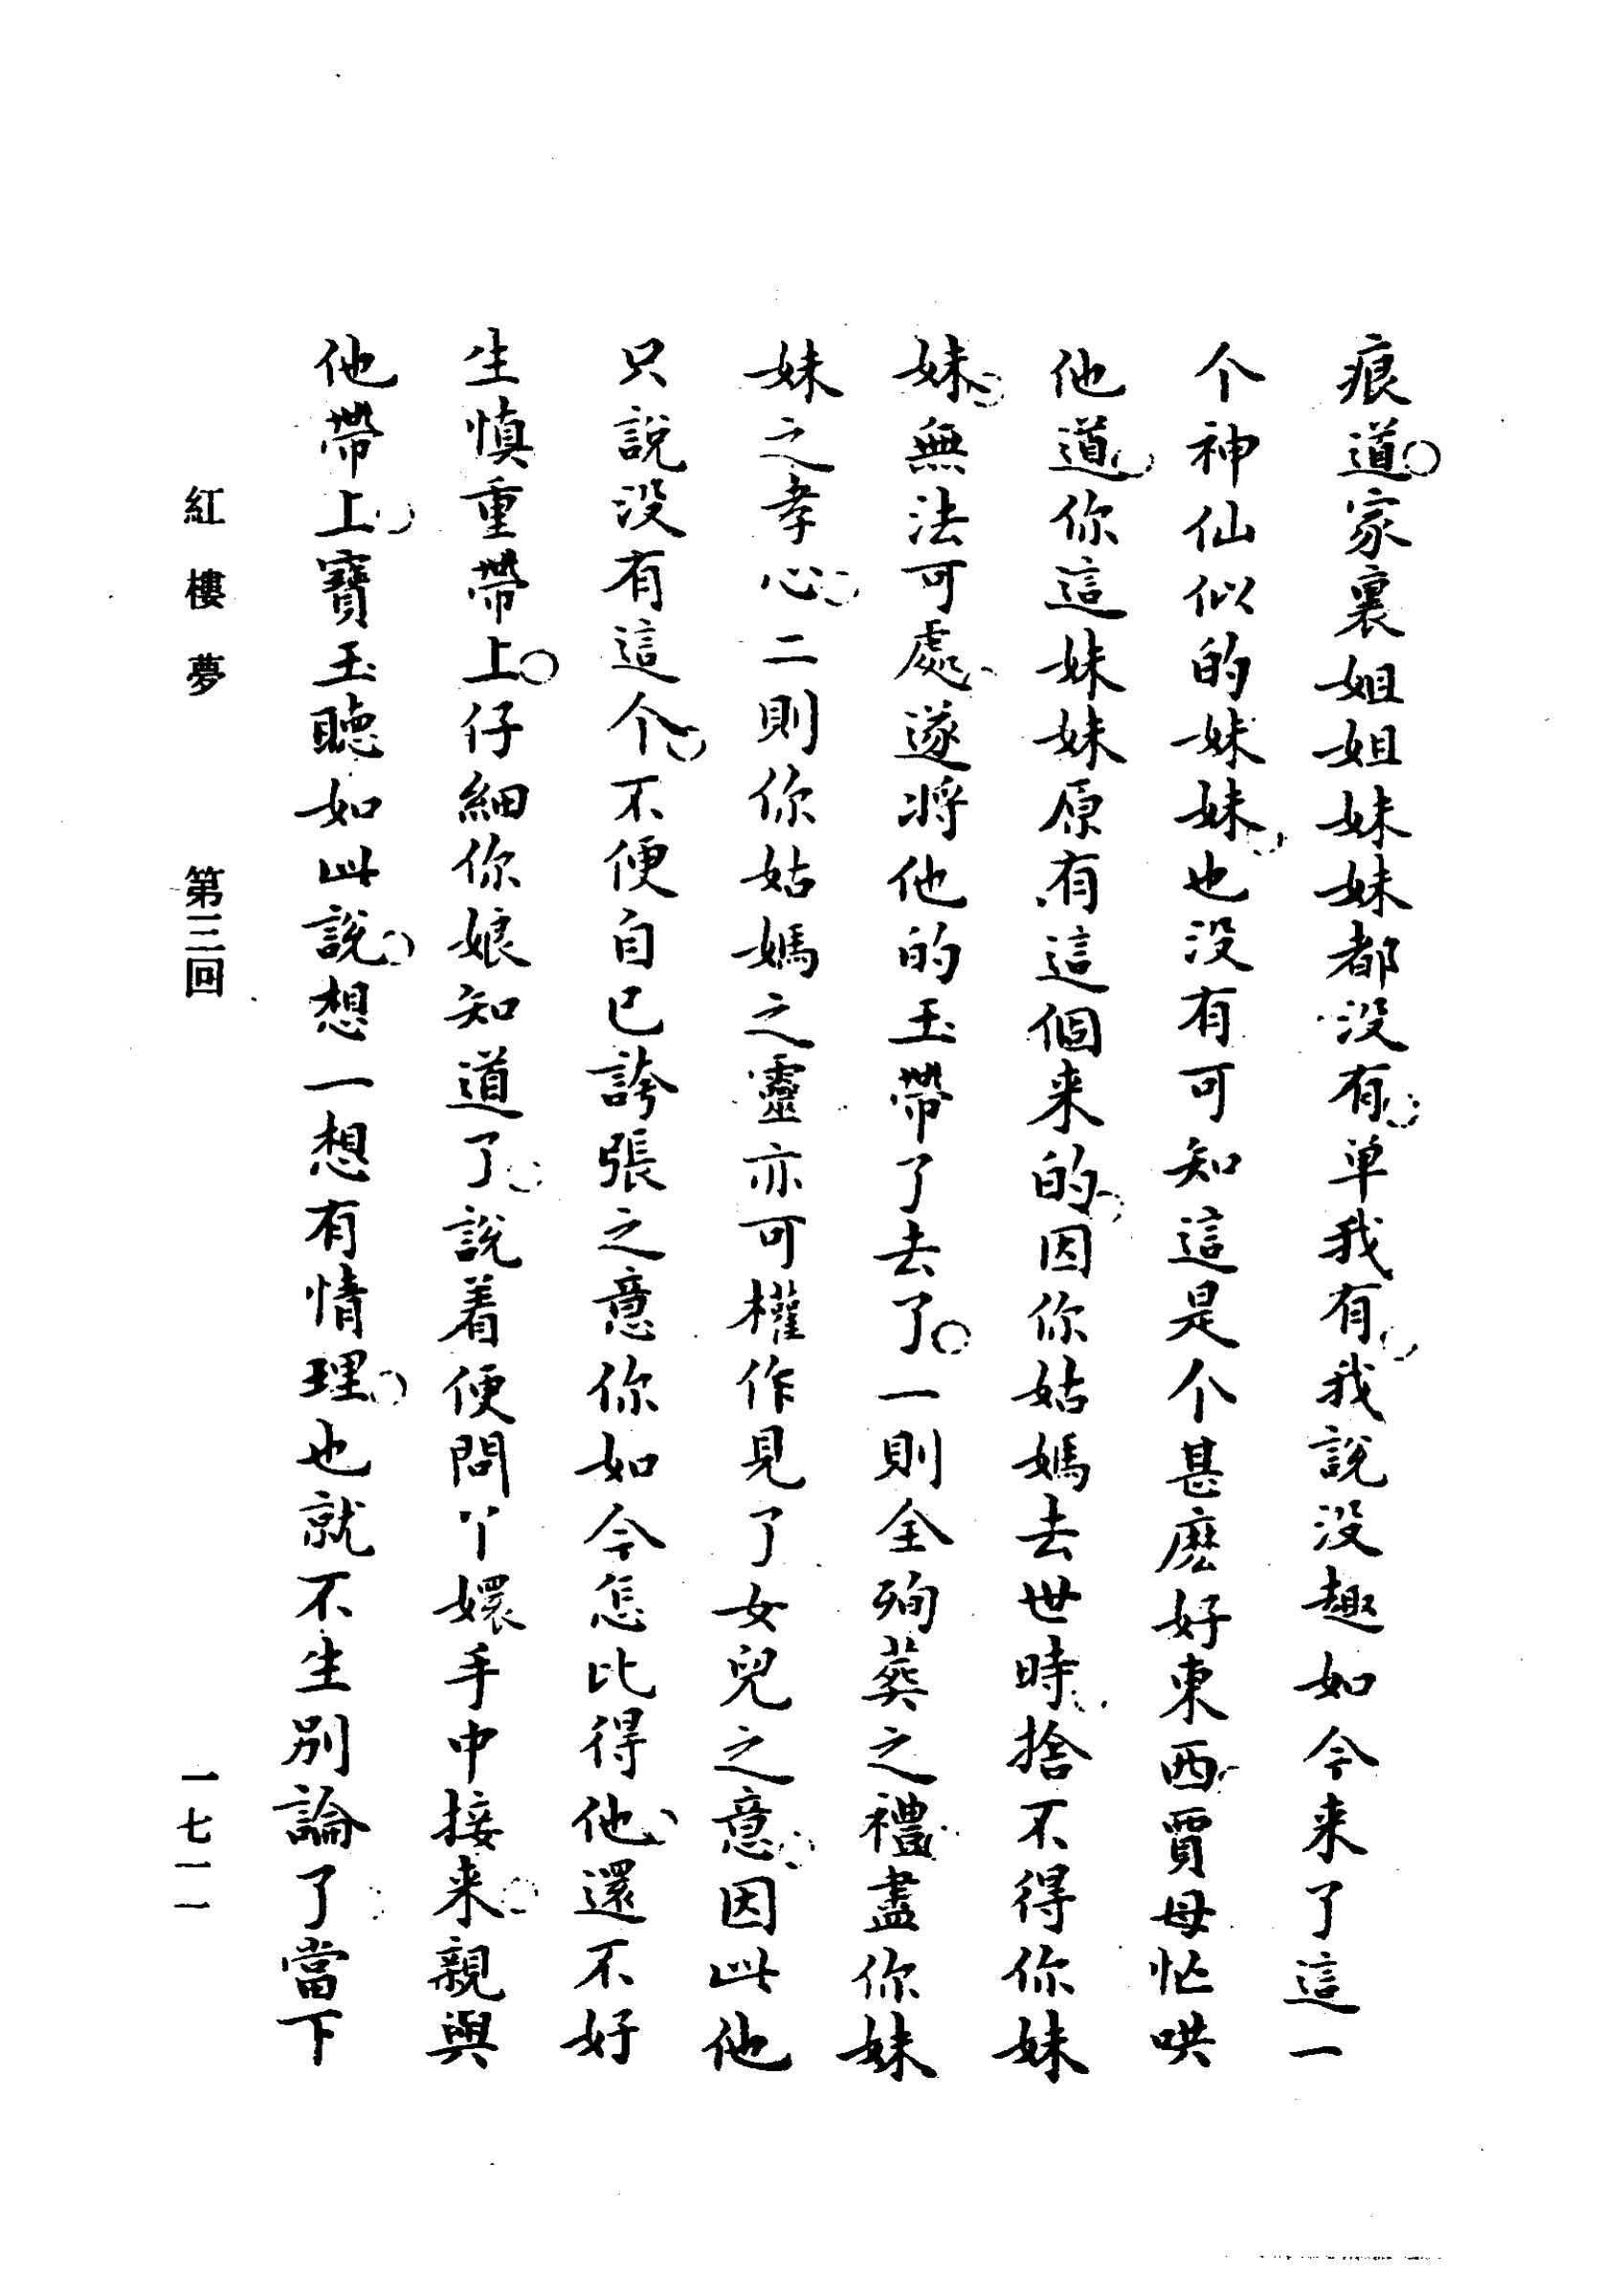 痕道家裏姐姐妹妹都没有单我有我說没趣如今来了這一
个神仙似的妹妹也没有可知這是个甚麽好東西賈母忙哄
他道你這妹妹原有這個来的因你姑媽去世時捨不得你妹
妹無法可處遂将他的玉帶了去了一則全殉葬之禮盡你妹
妹之孝心二則你姑媽之靈亦可權作見了女兒之意因此他
只說没有這个不便自己誇張之意你如今怎比得他還不好
生慎重帶上仔細你娘知道了說着便問丫嬛手中接来親與
他帶上寶玉聽如此說想一想有情理也就不生別論了當下
紅樓夢 第三回 一七一一